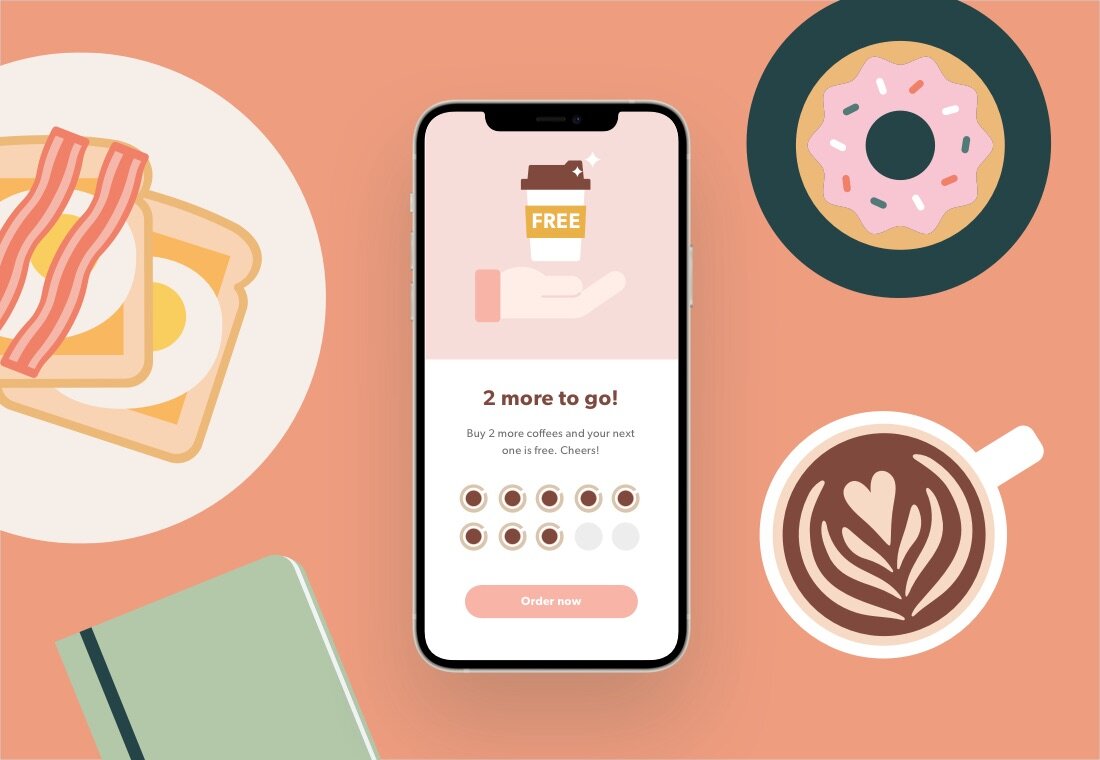 FREE
2 more to go!
Buy 2 more coffees and your next
one is free. Cheers!
Order now